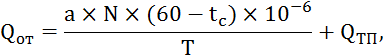 Qот = (a × N × (60 − tс) × 10⁻⁶) / T + QТП,